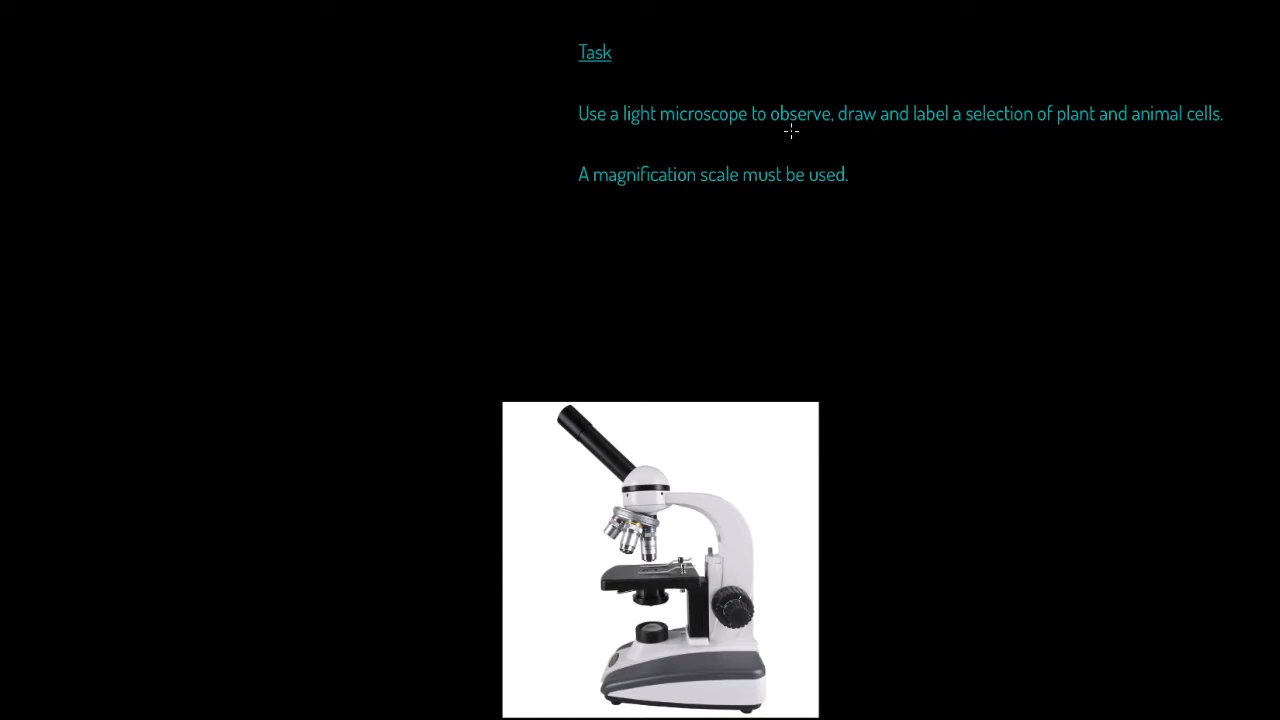 Task
Use a light microscope to observe, draw and label a selection of plant and animal cells.
A magnification scale must be used.